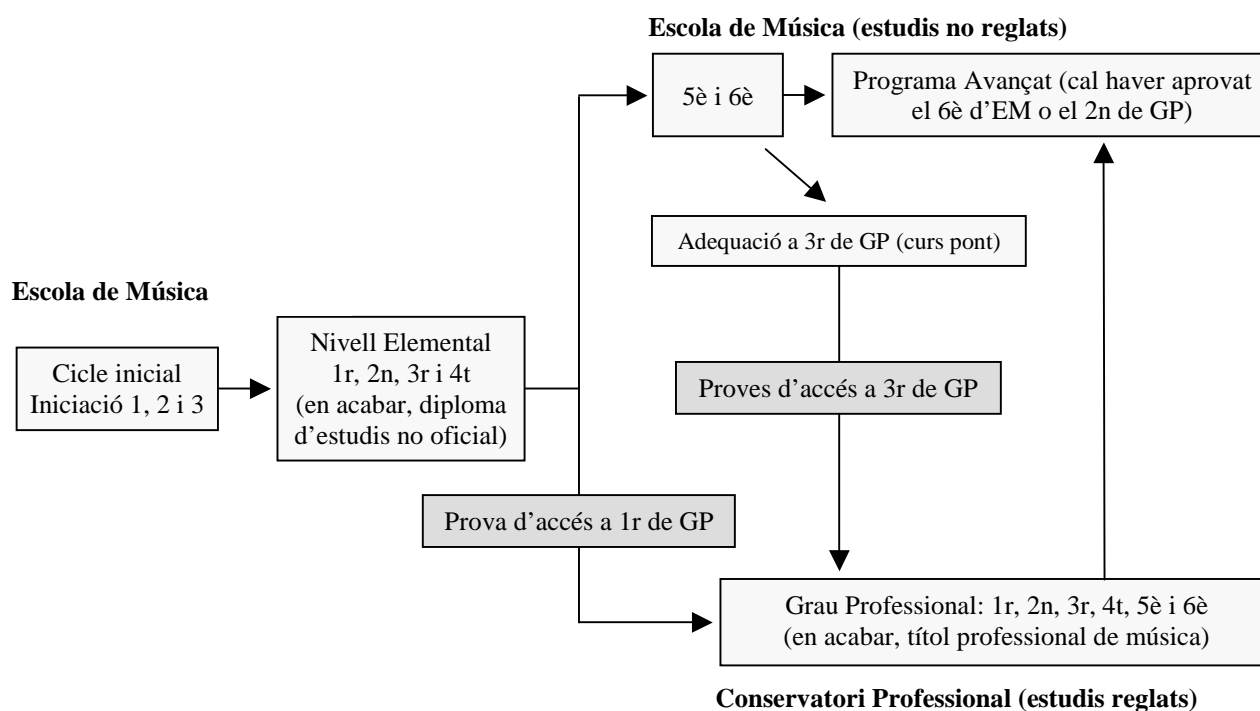 Escola de Música (estudis no reglats)
5è i 6è
Programa Avançat (cal haver aprovat
el 6è d’EM o el 2n de GP)
Adequació a 3r de GP (curs pont)
Escola de Música
Cicle inicial
Iniciació 1, 2 i 3
Nivell Elemental
1r, 2n, 3r i 4t
(en acabar, diploma
d’estudis no oficial)
Proves d’accés a 3r de GP
Prova d’accés a 1r de GP
Grau Professional: 1r, 2n, 3r, 4t, 5è i 6è
(en acabar, títol professional de música)
Conservatori Professional (estudis reglats)